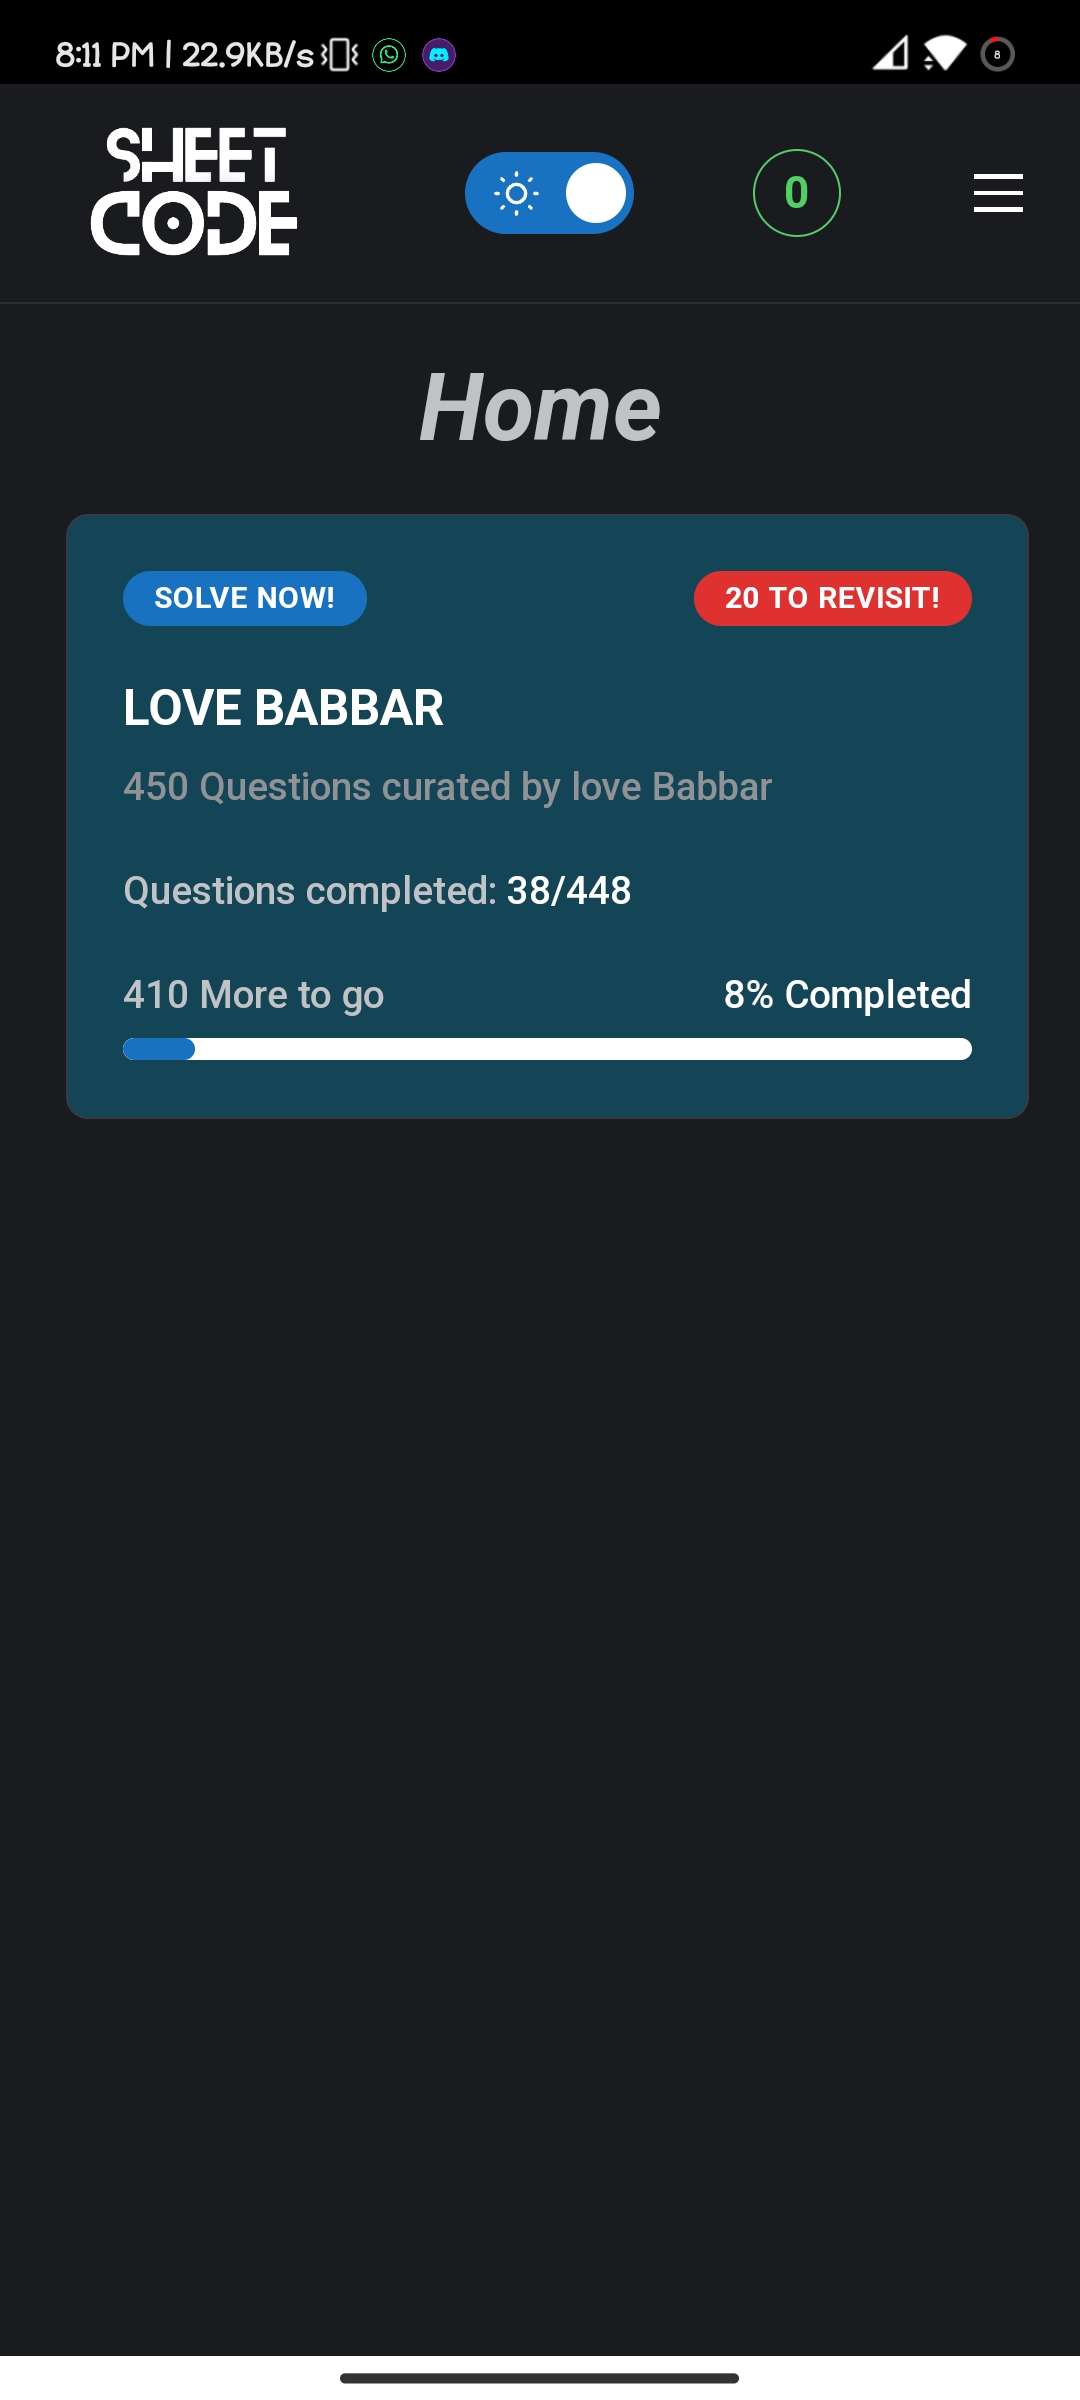 8:11 PM | 22.9KB/s
8
SHEET
CODE
0
Home
SOLVE NOW!
20 TO REVISIT!
LOVE BABBAR
450 Questions curated by love Babbar
Questions completed: 38/448
410 More to go
8% Completed